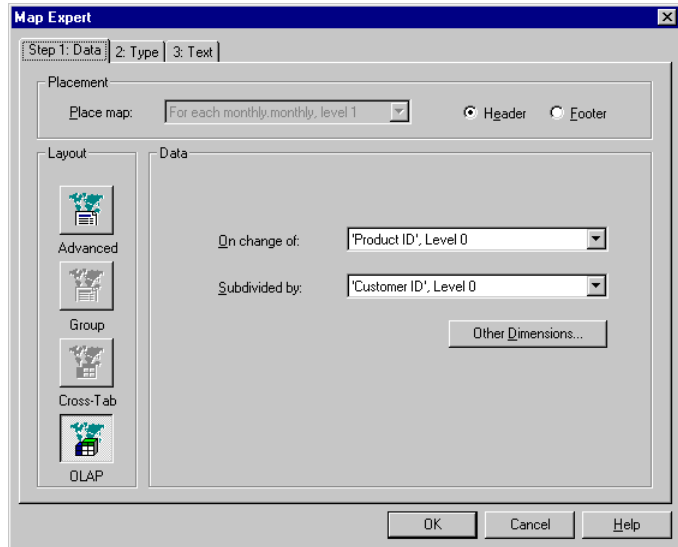 Map Expert
Step 1: Data 2: Type 3: Text
Placement
Place map: For each monthly.monthly, level 1 Header Footer
Layout Data
Advanced
On change of: 'Product ID', Level 0
Subdivided by: 'Customer ID', Level 0
Group
Other Dimensions...
Cross-Tab
OLAP
OK Cancel Help